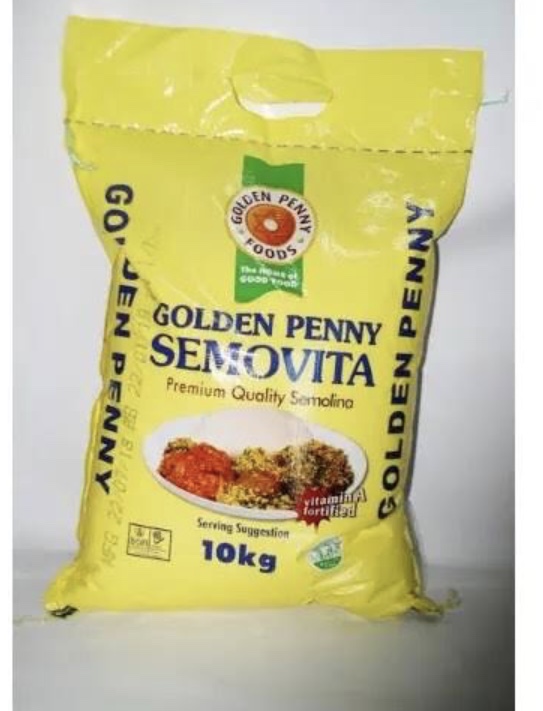 GOLDEN PENNY
FOODS
The Home of
GOOD FOOD
GOLDEN PENNY
SEMOVITA
Premium Quality Semolina
vitamin A
fortified
Serving Suggestion
10kg
GOLDEN PENNY
GOLDEN PENNY